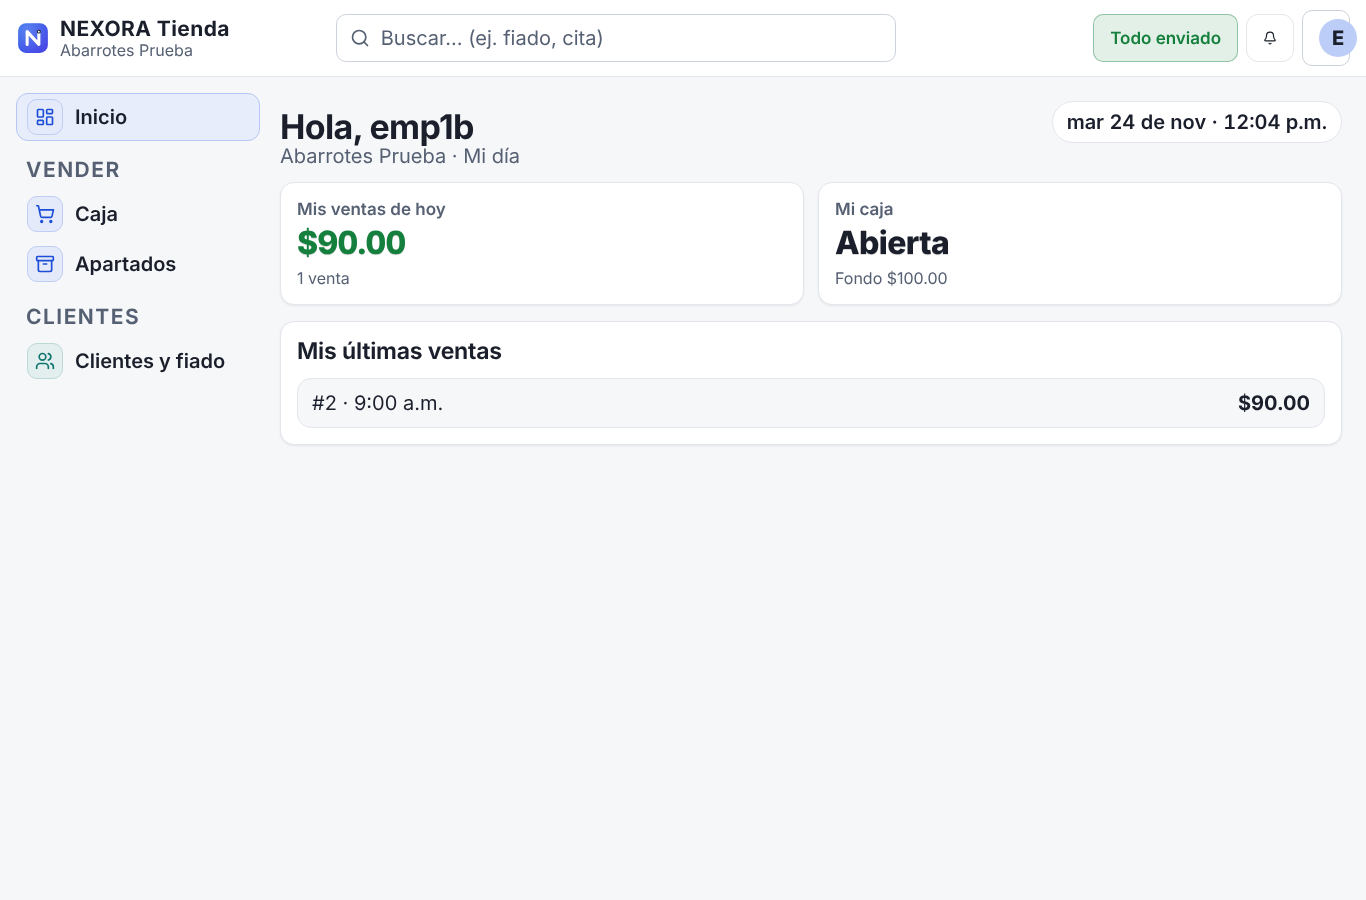 NEXORA Tienda
Abarrotes Prueba
Buscar... (ej. fiado, cita)
Todo enviado
E
Inicio
VENDER
Caja
Apartados
CLIENTES
Clientes y fiado
Hola, emp1b
Abarrotes Prueba · Mi día
mar 24 de nov · 12:04 p.m.
Mis ventas de hoy
$90.00
1 venta
Mi caja
Abierta
Fondo $100.00
Mis últimas ventas
#2 · 9:00 a.m.
$90.00